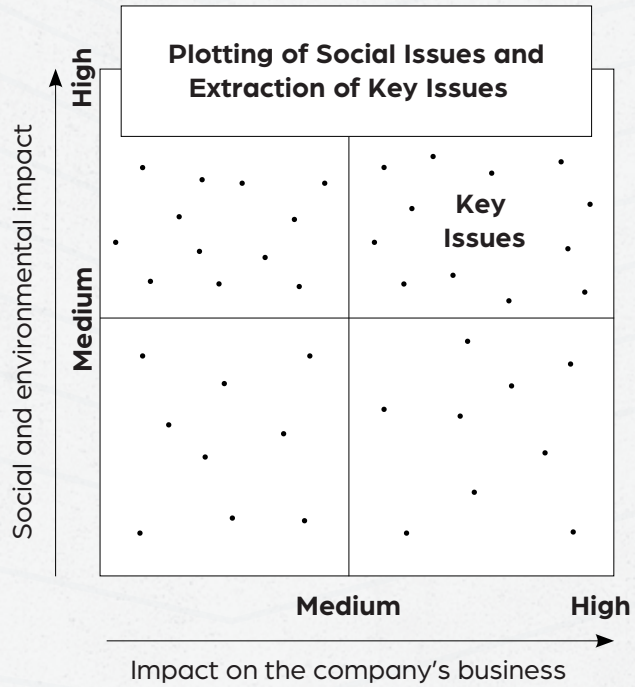 Plotting of Social Issues and
Extraction of Key Issues
High
Social and environmental impact
Key
Issues
Medium
Medium
High
Impact on the company's business